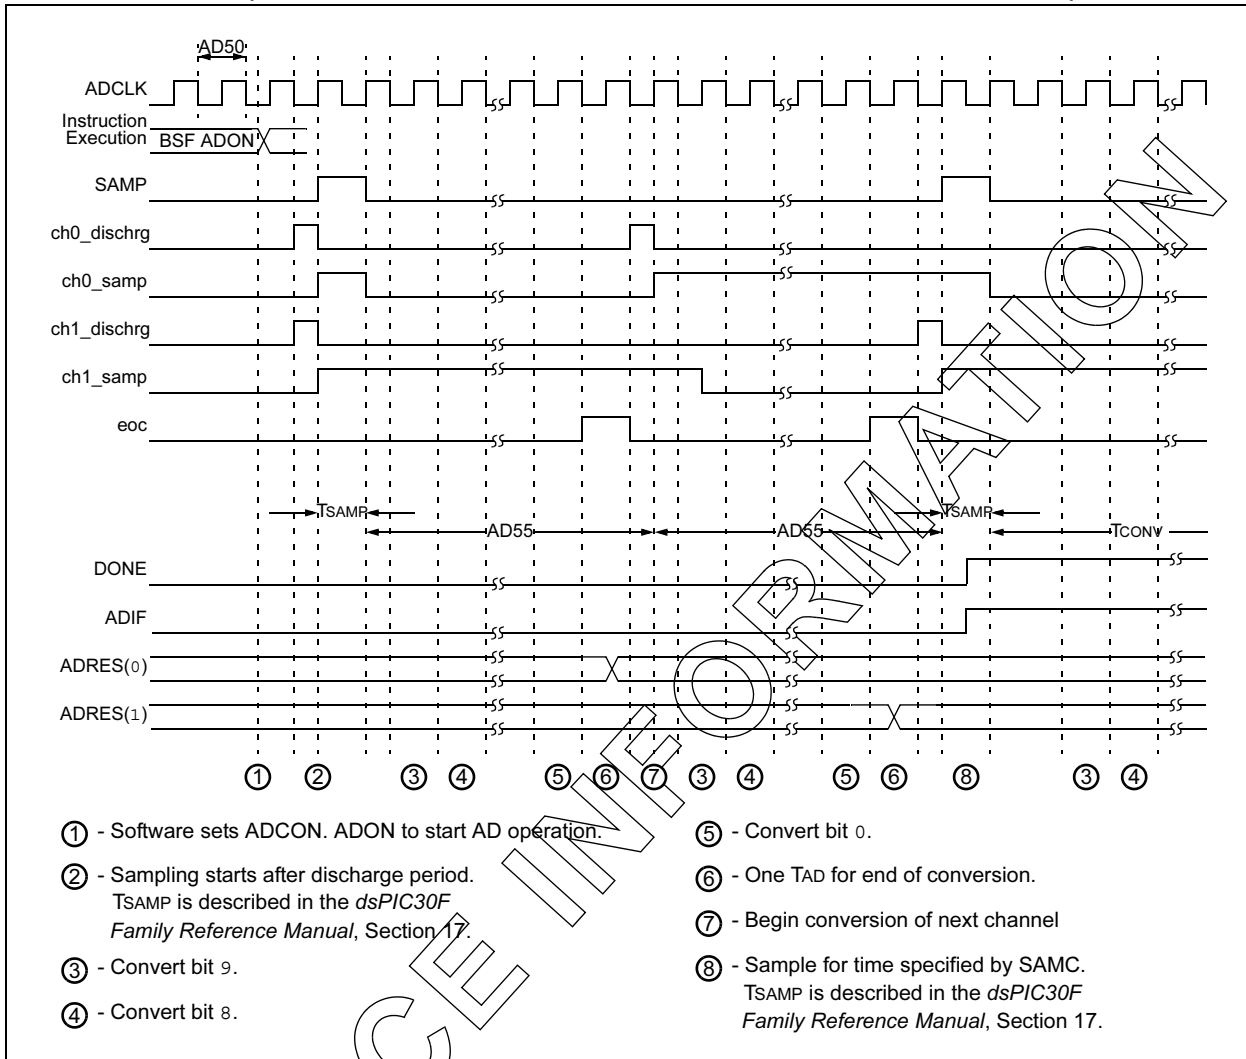 AD50
ADCLK
Instruction
Execution
BSF ADON
SAMP
ch0_dischrg
ch0_samp
ch1_dischrg
ch1_samp
eoc
TSAMP
TSAMP
AD55
AD55
TCONV
DONE
ADIF
ADRES(0)
ADRES(1)
1 2 3 4 5 6 7 3 4 5 6 8 3 4
1 - Software sets ADCON. ADON to start AD operation.
2 - Sampling starts after discharge period.
TSAMP is described in the dsPIC30F
Family Reference Manual, Section 17.
3 - Convert bit 9.
4 - Convert bit 8.
5 - Convert bit 0.
6 - One TAD for end of conversion.
7 - Begin conversion of next channel
8 - Sample for time specified by SAMC.
TSAMP is described in the dsPIC30F
Family Reference Manual, Section 17.
CE INFORMATION